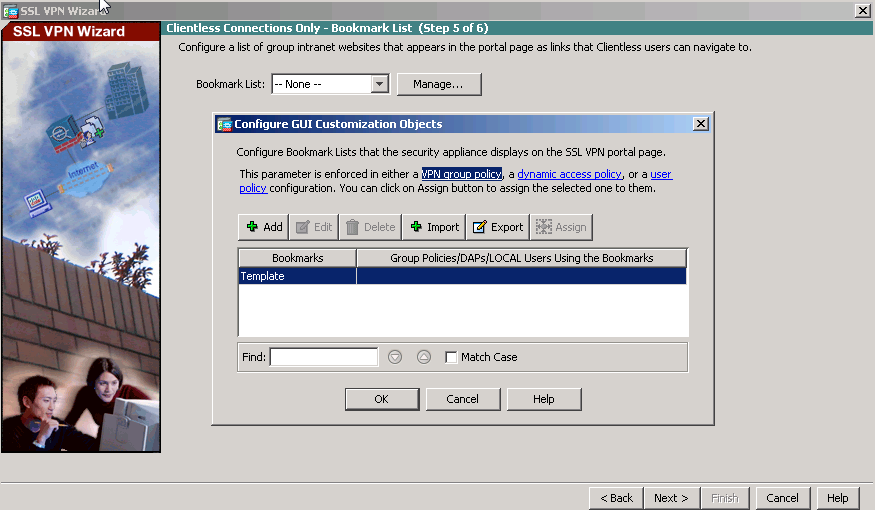 SSL VPN Wizard
SSL VPN Wizard
Clientless Connections Only - Bookmark List (Step 5 of 6)
Configure a list of group intranet websites that appears in the portal page as links that Clientless users can navigate to.
Bookmark List: -- None -- Manage...
Internet
Configure GUI Customization Objects
Configure Bookmark Lists that the security appliance displays on the SSL VPN portal page.
This parameter is enforced in either a VPN group policy, a dynamic access policy, or a user
policy configuration. You can click on Assign button to assign the selected one to them.
Add Edit Delete Import Export Assign
Bookmarks Group Policies/DAPs/LOCAL Users Using the Bookmarks
Template
Find: Match Case
OK Cancel Help
< Back Next > Finish Cancel Help